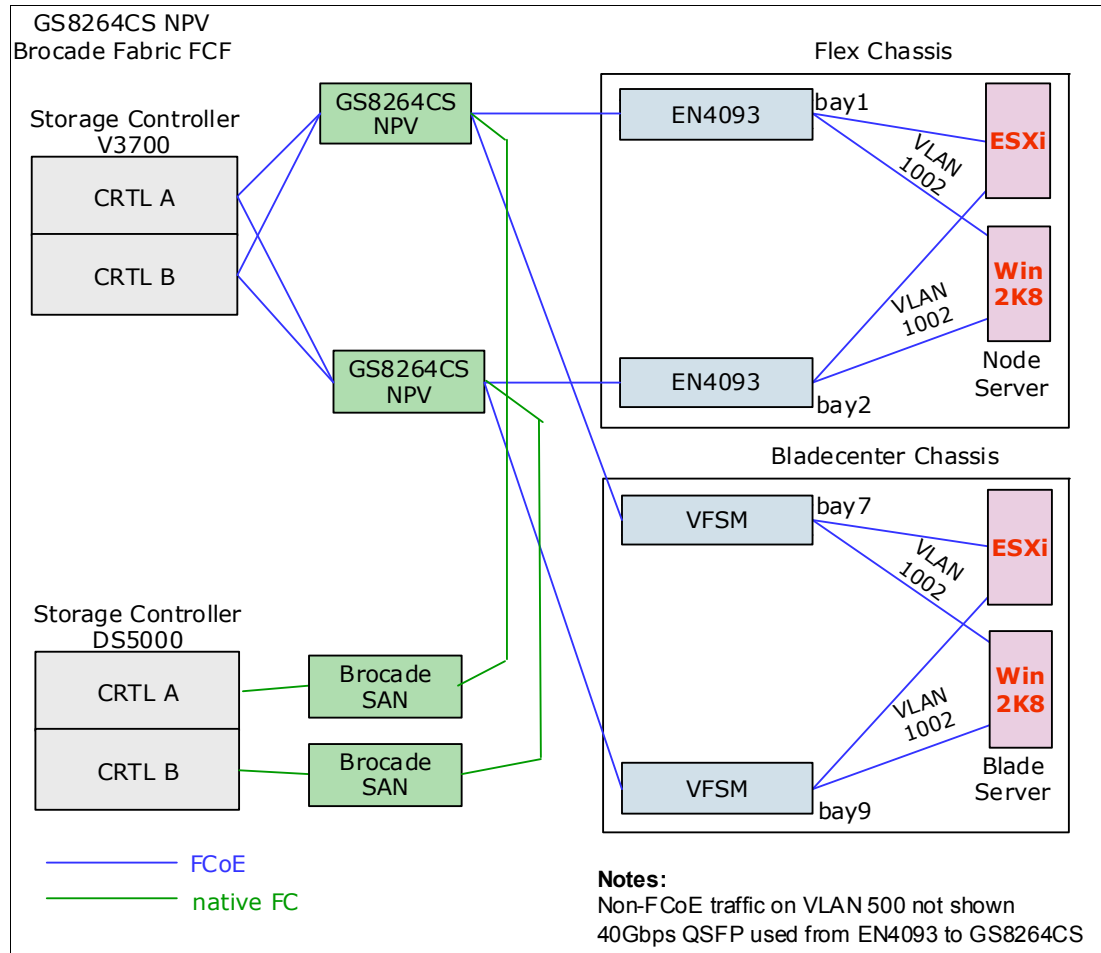 GS8264CS NPV
Brocade Fabric FCF
Storage Controller
V3700
CRTL A
CRTL B
GS8264CS
NPV
GS8264CS
NPV
Flex Chassis
EN4093
bay1
VLAN
1002
ESXi
Win
2K8
VLAN
1002
EN4093
bay2
Node
Server
Bladecenter Chassis
VFSM
bay7
VLAN
1002
ESXi
Win
2K8
VLAN
1002
VFSM
bay9
Blade
Server
Storage Controller
DS5000
CRTL A
CRTL B
Brocade
SAN
Brocade
SAN
FCoE
native FC
Notes:
Non-FCoE traffic on VLAN 500 not shown
40Gbps QSFP used from EN4093 to GS8264CS